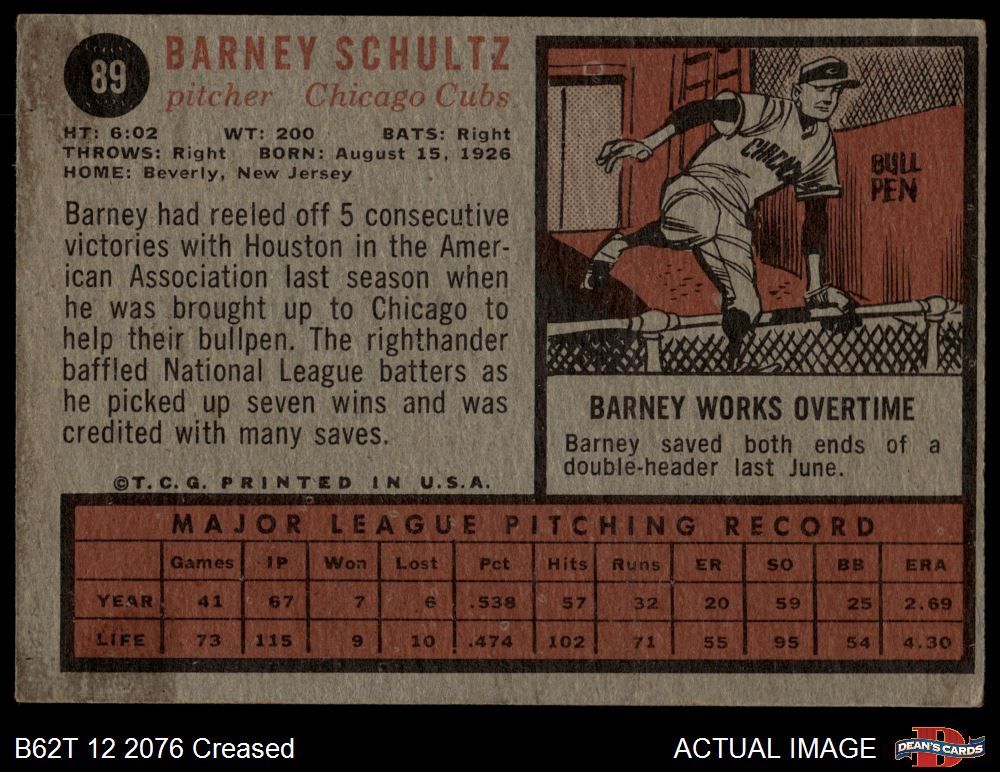 89
BARNEY SCHULTZ
pitcher Chicago Cubs
HT: 6:02 WT: 200 BATS: Right
THROWS: Right BORN: August 15, 1926
HOME: Beverly, New Jersey
Barney had reeled off 5 consecutive
victories with Houston in the Amer-
ican Association last season when
he was brought up to Chicago to
help their bullpen. The righthander
baffled National League batters as
he picked up seven wins and was
credited with many saves.
©T.C.G. PRINTED IN U.S.A.
CHICAGO
BULL
PEN
BARNEY WORKS OVERTIME
Barney saved both ends of a
double-header last June.
MAJOR LEAGUE PITCHING RECORD
Games IP Won Lost Pct Hits Runs ER SO BB ERA
YEAR 41 67 7 6 .538 57 32 20 59 25 2.69
LIFE 73 115 9 10 .474 102 71 55 95 54 4.30
B62T 12 2076 Creased
ACTUAL IMAGE
DEAN'S CARDS